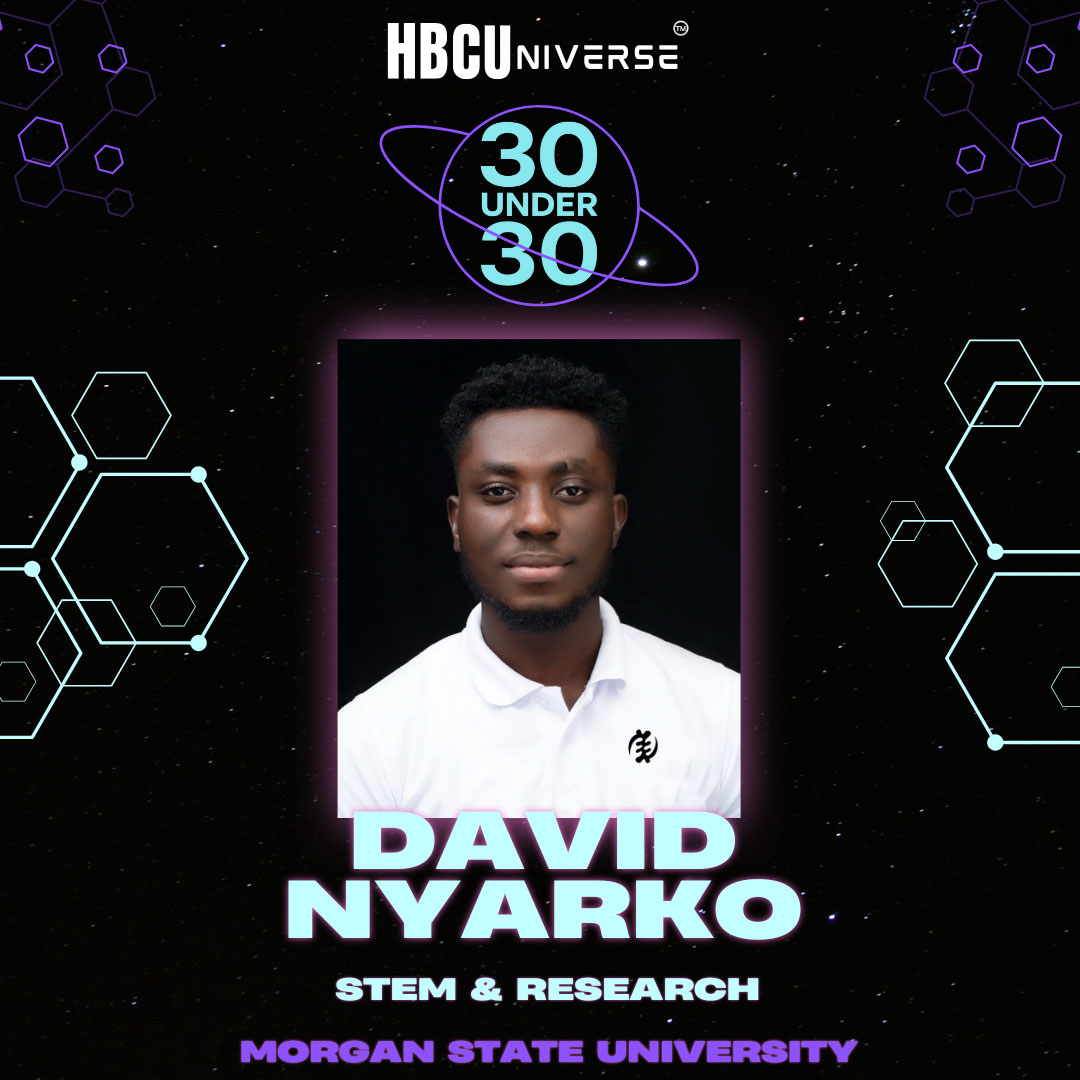 HBCUNIVERSE™
30
UNDER
30
DAVID
NYARKO
STEM & RESEARCH
MORGAN STATE UNIVERSITY